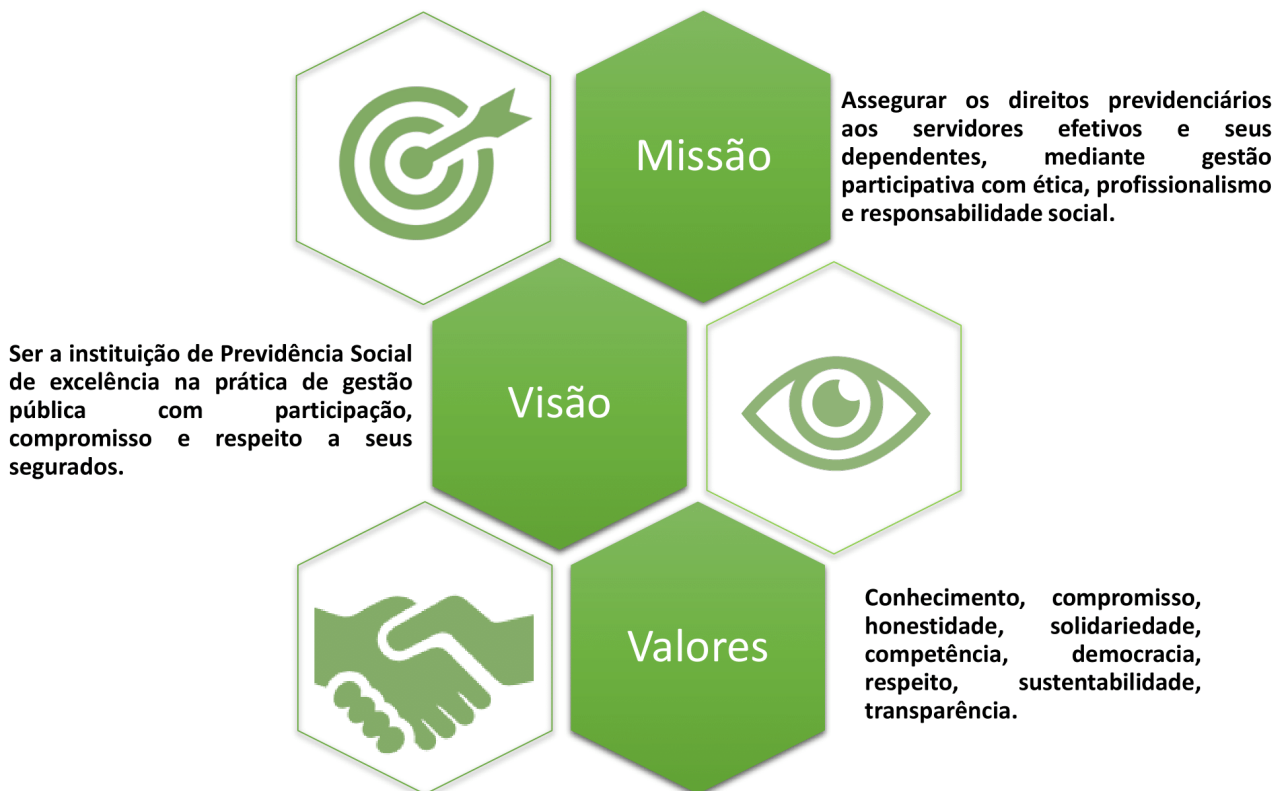 Missão
Assegurar os direitos previdenciários
aos servidores efetivos e seus
dependentes, mediante gestão
participativa com ética, profissionalismo
e responsabilidade social.
Ser a instituição de Previdência Social
de excelência na prática de gestão
pública com participação,
compromisso e respeito a seus
segurados.
Visão
Valores
Conhecimento, compromisso,
honestidade, solidariedade,
competência, democracia,
respeito, sustentabilidade,
transparência.